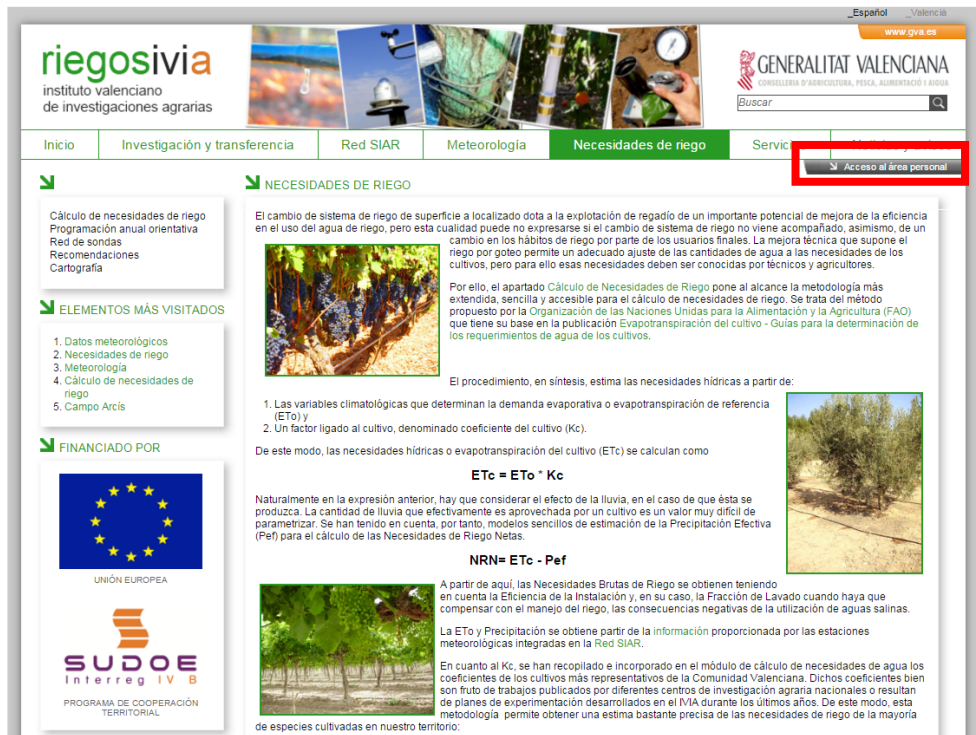 _Español _Valencià
www.gva.es
riegosivia
instituto valenciano
de investigaciones agrarias
GENERALITAT VALENCIANA
CONSELLERIA D'AGRICULTURA, PESCA, ALIMENTACIÓ I AIGUA
Buscar
Inicio Investigación y transferencia Red SIAR Meteorología Necesidades de riego
Acceso al área personal
NECESIDADES DE RIEGO
Cálculo de necesidades de riego
Programación anual orientativa
Red de sondas
Recomendaciones
Cartografía
ELEMENTOS MÁS VISITADOS
1. Datos meteorológicos
2. Necesidades de riego
3. Meteorología
4. Cálculo de necesidades de
riego
5. Campo Arcís
FINANCIADO POR
UNIÓN EUROPEA
SUDOE
Interreg IV B
PROGRAMA DE COOPERACIÓN
TERRITORIAL
El cambio de sistema de riego de superficie a localizado dota a la explotación de regadío de un importante potencial de mejora de la eficiencia
en el uso del agua de riego, pero esta cualidad puede no expresarse si el cambio de sistema de riego no viene acompañado, asimismo, de un
cambio en los hábitos de riego por parte de los usuarios finales. La mejora técnica que supone el
riego por goteo permite un adecuado ajuste de las cantidades de agua a las necesidades de los
cultivos, pero para ello esas necesidades deben ser conocidas por técnicos y agricultores.
Por ello, el apartado Cálculo de Necesidades de Riego pone al alcance la metodología más
extendida, sencilla y accesible para el cálculo de necesidades de riego. Se trata del método
propuesto por la Organización de las Naciones Unidas para la Alimentación y la Agricultura (FAO)
que tiene su base en la publicación Evapotranspiración del cultivo - Guías para la determinación de
los requerimientos de agua de los cultivos.
El procedimiento, en síntesis, estima las necesidades hídricas a partir de:
1. Las variables climatológicas que determinan la demanda evaporativa o evapotranspiración de referencia
(ETo) y
2. Un factor ligado al cultivo, denominado coeficiente del cultivo (Kc).
De este modo, las necesidades hídricas o evapotranspiración del cultivo (ETc) se calculan como
ETc = ETo * Kc
Naturalmente en la expresión anterior, hay que considerar el efecto de la lluvia, en el caso de que ésta se
produzca. La cantidad de lluvia que efectivamente es aprovechada por un cultivo es un valor muy difícil de
parametrizar. Se han tenido en cuenta, por tanto, modelos sencillos de estimación de la Precipitación Efectiva
(Pef) para el cálculo de las Necesidades de Riego Netas.
NRN= ETc - Pef
A partir de aquí, las Necesidades Brutas de Riego se obtienen teniendo
en cuenta la Eficiencia de la Instalación y, en su caso, la Fracción de Lavado cuando haya que
compensar con el manejo del riego, las consecuencias negativas de la utilización de aguas salinas.
La ETo y Precipitación se obtiene partir de la información proporcionada por las estaciones
meteorológicas integradas en la Red SIAR.
En cuanto al Kc, se han recopilado e incorporado en el módulo de cálculo de necesidades de agua los
coeficientes de los cultivos más representativos de la Comunidad Valenciana. Dichos coeficientes bien
son fruto de trabajos publicados por diferentes centros de investigación agraria nacionales o resultan
de planes de experimentación desarrollados en el IVIA durante los últimos años. De este modo, esta
metodología permite obtener una estima bastante precisa de las necesidades de riego de la mayoría
de especies cultivadas en nuestro territorio: